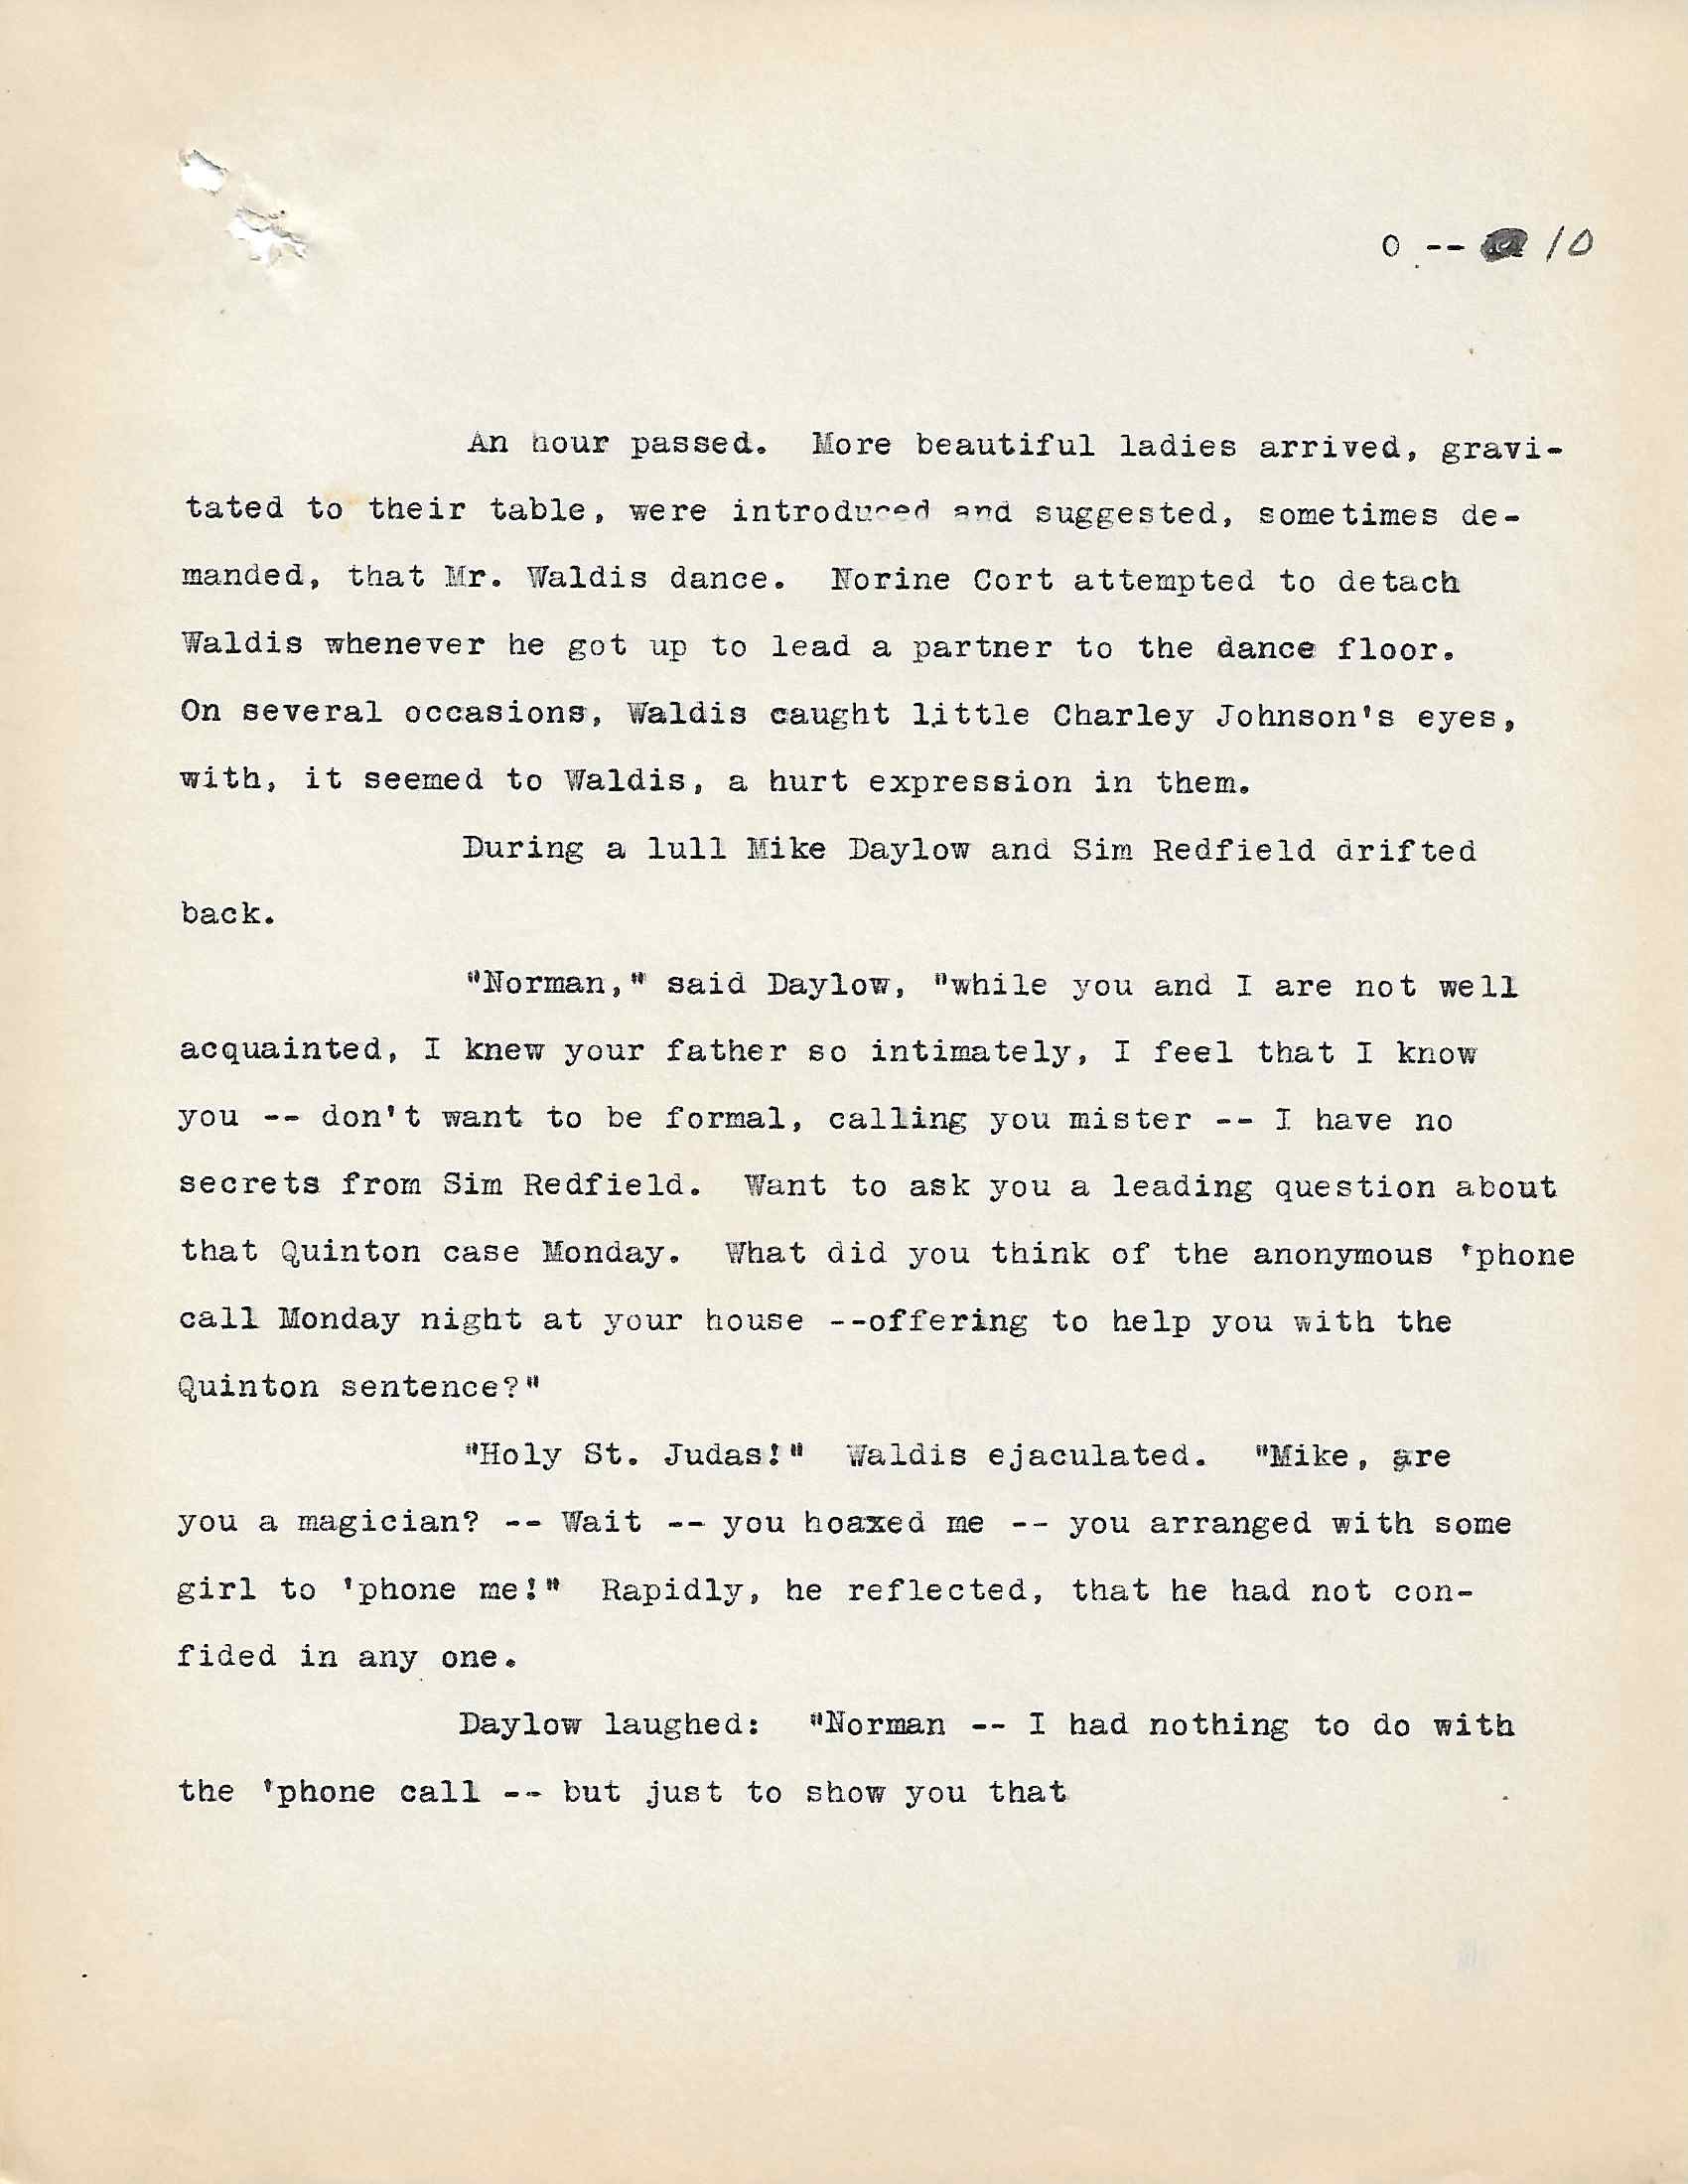 O -- 10
An hour passed. More beautiful ladies arrived, gravi-
tated to their table, were introduced and suggested, sometimes de-
manded, that Mr. Waldis dance. Norine Cort attempted to detach
Waldis whenever he got up to lead a partner to the dance floor.
On several occasions, Waldis caught little Charley Johnson's eyes,
with, it seemed to Waldis, a hurt expression in them.
During a lull Mike Daylow and Sim Redfield drifted
back.
"Norman," said Daylow, "while you and I are not well
acquainted, I knew your father so intimately, I feel that I know
you -- don't want to be formal, calling you mister -- I have no
secrets from Sim Redfield. Want to ask you a leading question about
that Quinton case Monday. What did you think of the anonymous 'phone
call Monday night at your house --offering to help you with the
Quinton sentence?"
"Holy St. Judas!" Waldis ejaculated. "Mike, are
you a magician? -- Wait -- you hoaxed me -- you arranged with some
girl to 'phone me!" Rapidly, he reflected, that he had not con-
fided in any one.
Daylow laughed: "Norman -- I had nothing to do with
the 'phone call -- but just to show you that